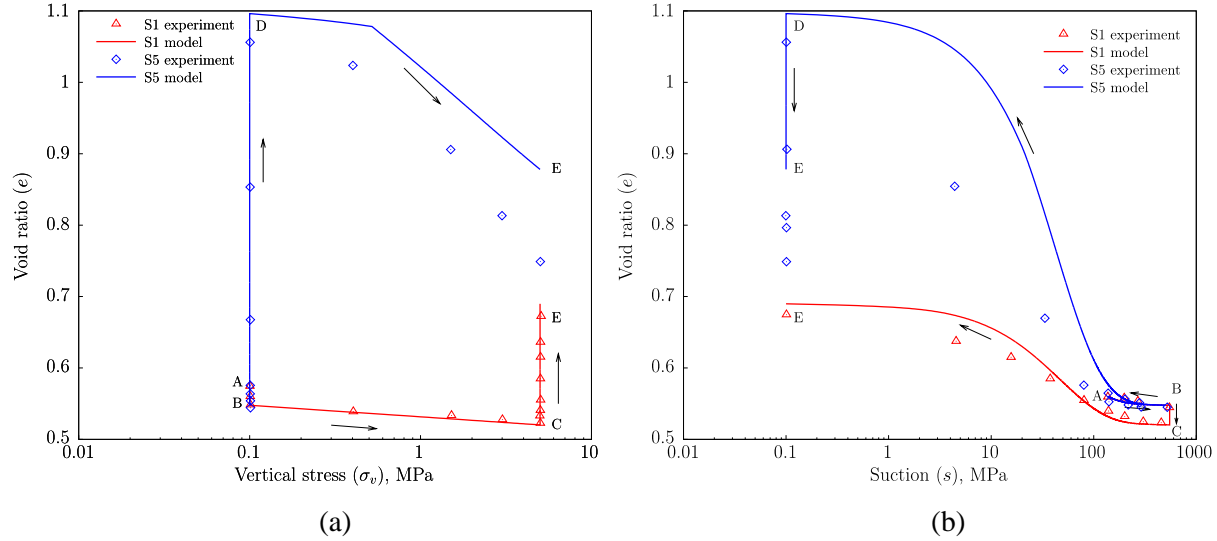 S1 experiment
S1 model
S5 experiment
S5 model
D
E
A
B
E
C
1.1
1
0.9
0.8
0.7
0.6
0.5
0.01
0.1
1
10
Void ratio (e)
Vertical stress (σv), MPa
(a)
S1 experiment
S1 model
S5 experiment
S5 model
D
E
E
A
B
C
1.1
1
0.9
0.8
0.7
0.6
0.5
0.01
0.1
1
10
100
1000
Void ratio (e)
Suction (s), MPa
(b)